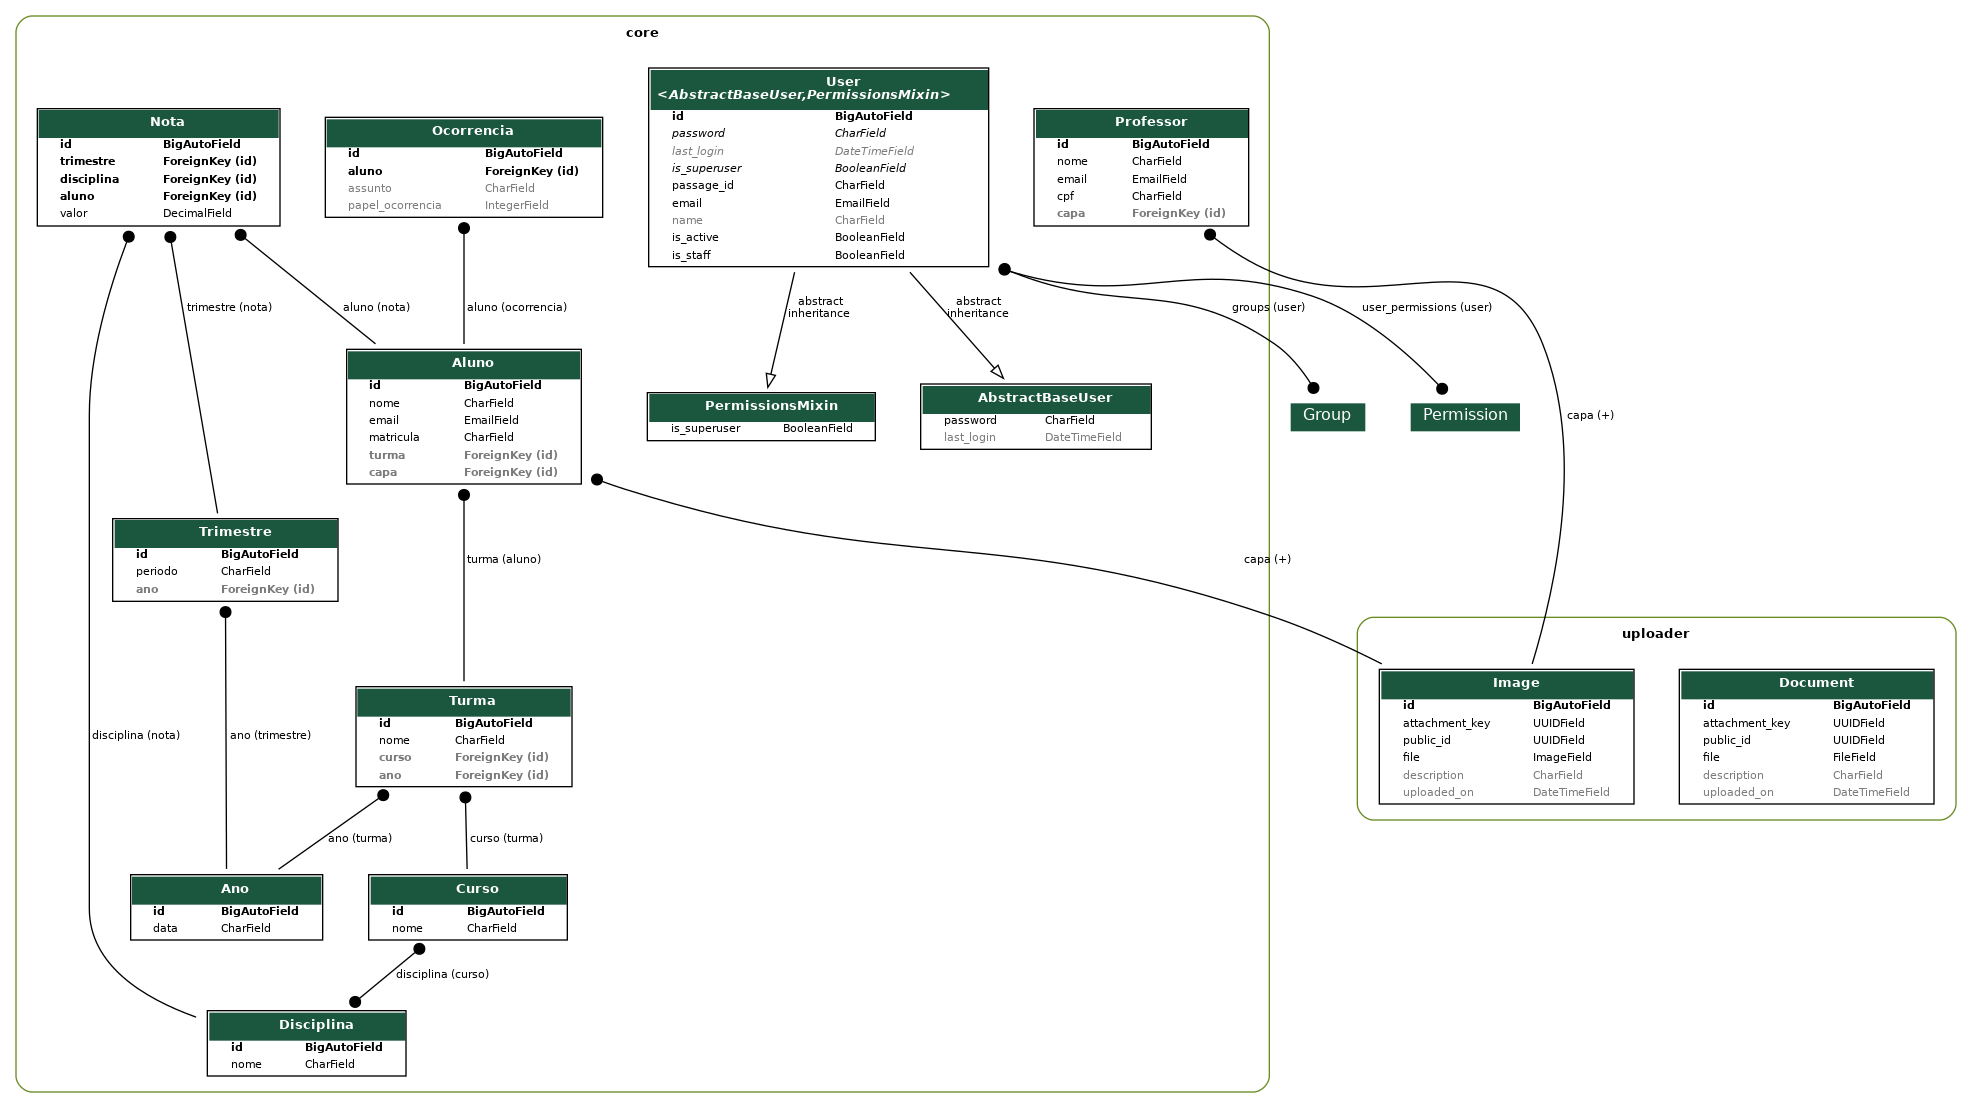 core
User
<AbstractBaseUser,PermissionsMixin>
id BigAutoField
password CharField
last_login DateTimeField
is_superuser BooleanField
passage_id CharField
email EmailField
name CharField
is_active BooleanField
is_staff BooleanField
Nota
id BigAutoField
trimestre ForeignKey (id)
disciplina ForeignKey (id)
aluno ForeignKey (id)
valor DecimalField
Ocorrencia
id BigAutoField
aluno ForeignKey (id)
assunto CharField
papel_ocorrencia IntegerField
Professor
id BigAutoField
nome CharField
email EmailField
cpf CharField
capa ForeignKey (id)
trimestre (nota)
aluno (nota)
aluno (ocorrencia)
abstract
inheritance
abstract
inheritance
groups (user)
user_permissions (user)
Aluno
id BigAutoField
nome CharField
email EmailField
matricula CharField
turma ForeignKey (id)
capa ForeignKey (id)
PermissionsMixin
is_superuser BooleanField
AbstractBaseUser
password CharField
last_login DateTimeField
Group
Permission
capa (+)
Trimestre
id BigAutoField
periodo CharField
ano ForeignKey (id)
turma (aluno)
capa (+)
uploader
Image
id BigAutoField
attachment_key UUIDField
public_id UUIDField
file ImageField
description CharField
uploaded_on DateTimeField
Document
id BigAutoField
attachment_key UUIDField
public_id UUIDField
file FileField
description CharField
uploaded_on DateTimeField
Turma
id BigAutoField
nome CharField
curso ForeignKey (id)
ano ForeignKey (id)
disciplina (nota)
ano (trimestre)
ano (turma)
curso (turma)
Ano
id BigAutoField
data CharField
Curso
id BigAutoField
nome CharField
disciplina (curso)
Disciplina
id BigAutoField
nome CharField